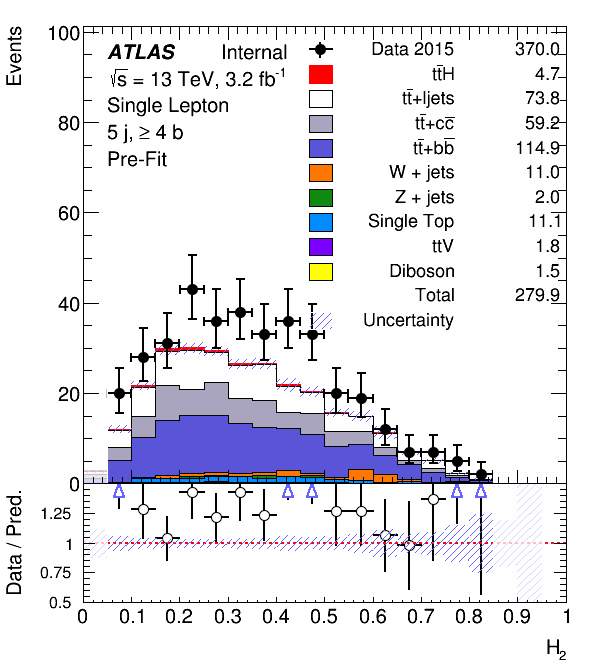 Events
100
80
60
40
20
0
ATLAS Internal
√s = 13 TeV, 3.2 fb⁻¹
Single Lepton
5 j, ≥ 4 b
Pre-Fit
Data 2015 370.0
tt̄H 4.7
tt̄+ljets 73.8
tt̄+cc̄ 59.2
tt̄+bb̄ 114.9
W + jets 11.0
Z + jets 2.0
Single Top 11.1
ttV 1.8
Diboson 1.5
Total 279.9
Uncertainty
Data / Pred.
1.25
1
0.75
0.5
0 0.1 0.2 0.3 0.4 0.5 0.6 0.7 0.8 0.9 1
H₂